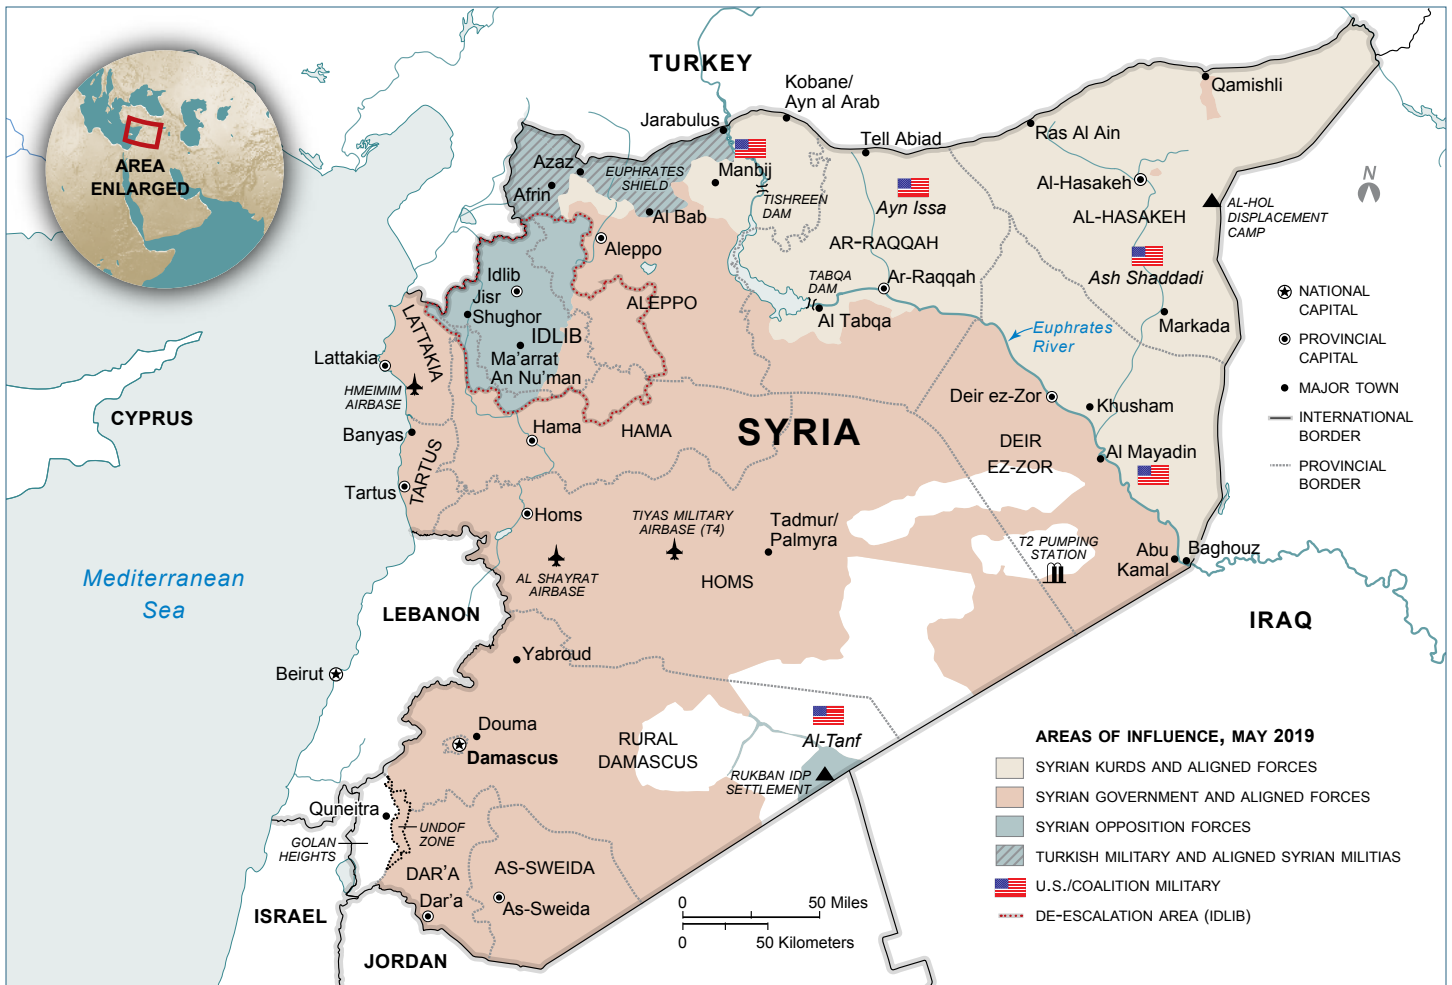 AREA
ENLARGED
TURKEY
Kobane/
Ayn al Arab
Qamishli
Jarabulus
Ras Al Ain
Tell Abiad
Azaz
EUPHRATES
SHIELD
Manbij
Afrin
TISHREEN
DAM
Ayn Issa
Al-Hasakeh
AL-HASAKEH
AL-HOL
DISPLACEMENT
CAMP
N
Al Bab
Aleppo
AR-RAQQAH
Ash Shaddadi
Idlib
Jisr
Shughor
IDLIB
Ma'arrat
An Nu'man
ALEPPO
TABQA
DAM
Ar-Raqqah
Al Tabqa
Euphrates
River
Markada
NATIONAL
CAPITAL
PROVINCIAL
CAPITAL
MAJOR TOWN
INTERNATIONAL
BORDER
PROVINCIAL
BORDER
LATTAKIA
Lattakia
HMEIMIM
AIRBASE
CYPRUS
Banyas
TARTUS
Tartus
Hama
HAMA
SYRIA
Deir ez-Zor
Khusham
DEIR
EZ-ZOR
Al Mayadin
Homs
TIYAS MILITARY
AIRBASE (T4)
Tadmur/
Palmyra
AL SHAYRAT
AIRBASE
HOMS
T2 PUMPING
STATION
Abu
Kamal
Baghouz
Mediterranean
Sea
LEBANON
IRAQ
Beirut
Yabroud
Douma
Damascus
RURAL
DAMASCUS
Al-Tanf
RUKBAN IDP
SETTLEMENT
Quneitra
UNDOF
ZONE
GOLAN
HEIGHTS
DAR'A
Dar'a
AS-SWEIDA
As-Sweida
ISRAEL
JORDAN
0 50 Miles
0 50 Kilometers
AREAS OF INFLUENCE, MAY 2019
SYRIAN KURDS AND ALIGNED FORCES
SYRIAN GOVERNMENT AND ALIGNED FORCES
SYRIAN OPPOSITION FORCES
TURKISH MILITARY AND ALIGNED SYRIAN MILITIAS
U.S./COALITION MILITARY
DE-ESCALATION AREA (IDLIB)